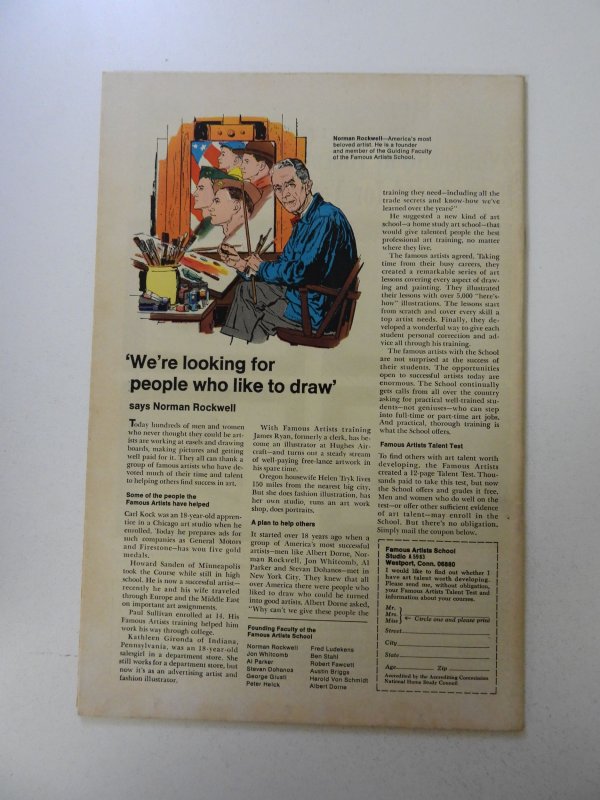 Norman Rockwell—America's most
beloved artist. He is a founder
and member of the Guiding Faculty
of the Famous Artists School.
'We're looking for
people who like to draw'
says Norman Rockwell
Today hundreds of men and women
who never thought they could be art-
ists are working at easels and drawing
boards, making pictures and getting
well paid for it. They all can thank a
group of famous artists who have de-
voted much of their time and talent
to helping others find success in art.
Some of the people the
Famous Artists have helped
Carl Kock was an 18-year-old appren-
tice in a Chicago art studio when he
enrolled. Today he prepares ads for
such companies as General Motors
and Firestone—has won five gold
medals.
Howard Sanden of Minneapolis
took the Course while still in high
school. He is now a successful artist—
recently he and his wife traveled
through Europe and the Middle East
on important art assignments.
Paul Sullivan enrolled at 14. His
Famous Artists training helped him
work his way through college.
Kathleen Gironda of Indiana,
Pennsylvania, was an 18-year-old
salesgirl in a department store. She
still works for a department store, but
now it's as an advertising artist and
fashion illustrator.
With Famous Artists training
James Ryan, formerly a clerk, has be-
come an illustrator at Hughes Air-
craft—and turns out a steady stream
of well-paying free-lance artwork in
his spare time.
Oregon housewife Helen Tryk lives
150 miles from the nearest big city.
But she does fashion illustration, has
her own studio, runs an art work
shop, does portraits.
A plan to help others
It started over 18 years ago when a
group of America's most successful
artists—men like Albert Dorne, Nor-
man Rockwell, Jon Whitcomb, Al
Parker and Stevan Dohanos—met in
New York City. They knew that all
over America there were people who
liked to draw who could be turned
into good artists. Albert Dorne asked,
"Why can't we give these people the
Founding Faculty of the
Famous Artists School
Norman Rockwell
Jon Whitcomb
Al Parker
Stevan Dohanos
George Giusti
Peter Helck
Fred Ludekens
Ben Stahl
Robert Fawcett
Austin Briggs
Harold Von Schmidt
Albert Dorne
training they need—including all the
trade secrets and know-how we've
learned over the years?"
He suggested a new kind of art
school—a home study art school—that
would give talented people the best
professional art training, no matter
where they live.
The famous artists agreed. Taking
time from their busy careers, they
created a remarkable series of art
lessons covering every aspect of draw-
ing and painting. They illustrated
their lessons with over 5,000 "here's-
how" illustrations. The lessons start
from scratch and cover every skill a
top artist needs. Finally, they de-
veloped a wonderful way to give each
student personal correction and ad-
vice all through his training.
The famous artists with the School
are not surprised at the success of
their students. The opportunities
open to successful artists today are
enormous. The School continually
gets calls from all over the country
asking for practical well-trained stu-
dents—not geniuses—who can step
into full-time or part-time art jobs.
And practical, thorough training is
what the School offers.
Famous Artists Talent Test
To find others with art talent worth
developing, the Famous Artists
created a 12-page Talent Test. Thou-
sands paid to take this test, but now
the School offers and grades it free.
Men and women who do well on the
test—or offer other sufficient evidence
of art talent—may enroll in the
School. But there's no obligation.
Simply mail the coupon below.
Famous Artists School
Studio A 5983
Westport, Conn. 06880
I would like to find out whether I
have art talent worth developing.
Please send me, without obligation,
your Famous Artists Talent Test and
information about your courses.
Mr.
Mrs.
Miss ← Circle one and please print
Street
City
State
Age Zip
Accredited by the Accrediting Commission
National Home Study Council